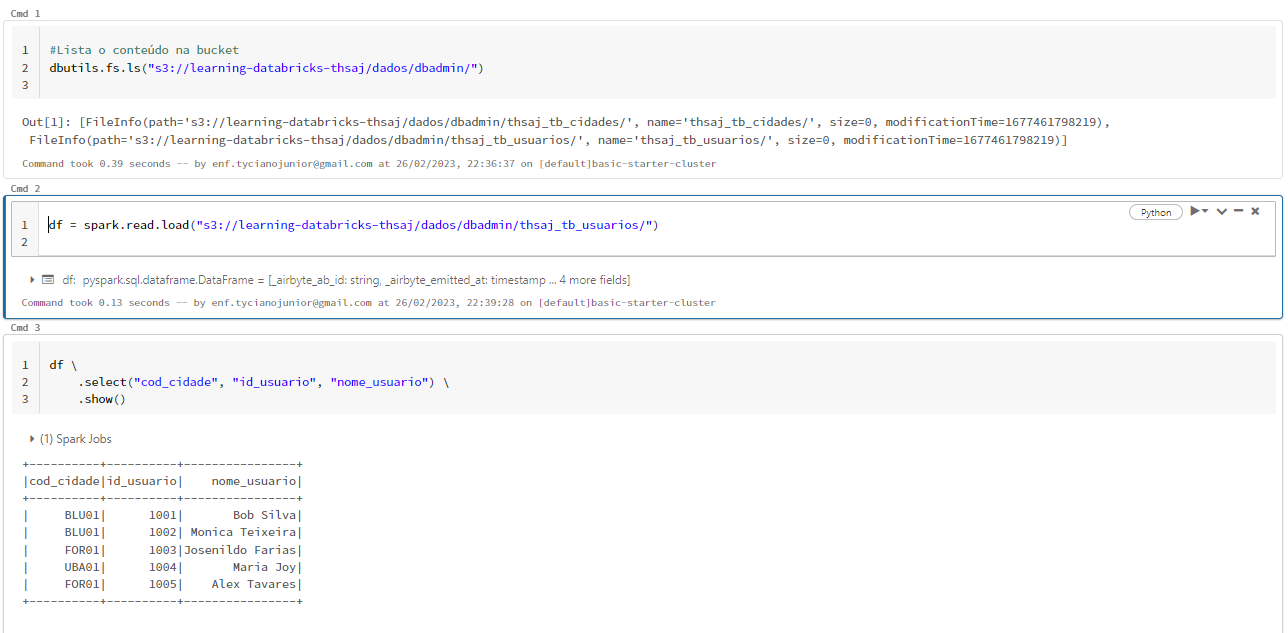 Cmd 1
1 #Lista o conteúdo na bucket
2 dbutils.fs.ls("s3://learning-databricks-thsaj/dados/dbadmin/")
3
Out[1]: [FileInfo(path='s3://learning-databricks-thsaj/dados/dbadmin/thsaj_tb_cidades/', name='thsaj_tb_cidades/', size=0, modificationTime=1677461798219),
 FileInfo(path='s3://learning-databricks-thsaj/dados/dbadmin/thsaj_tb_usuarios/', name='thsaj_tb_usuarios/', size=0, modificationTime=1677461798219)]
Command took 0.39 seconds -- by enf.tycianojunior@gmail.com at 26/02/2023, 22:36:37 on [default]basic-starter-cluster
Cmd 2
Python
1 df = spark.read.load("s3://learning-databricks-thsaj/dados/dbadmin/thsaj_tb_usuarios/")
2
df: pyspark.sql.dataframe.DataFrame = [_airbyte_ab_id: string, _airbyte_emitted_at: timestamp ... 4 more fields]
Command took 0.13 seconds -- by enf.tycianojunior@gmail.com at 26/02/2023, 22:39:28 on [default]basic-starter-cluster
Cmd 3
1 df \
2     .select("cod_cidade", "id_usuario", "nome_usuario") \
3     .show()
(1) Spark Jobs
+----------+----------+----------------+
|cod_cidade|id_usuario|    nome_usuario|
+----------+----------+----------------+
|     BLU01|      1001|       Bob Silva|
|     BLU01|      1002| Monica Teixeira|
|     FOR01|      1003|Josenildo Farias|
|     UBA01|      1004|       Maria Joy|
|     FOR01|      1005|    Alex Tavares|
+----------+----------+----------------+